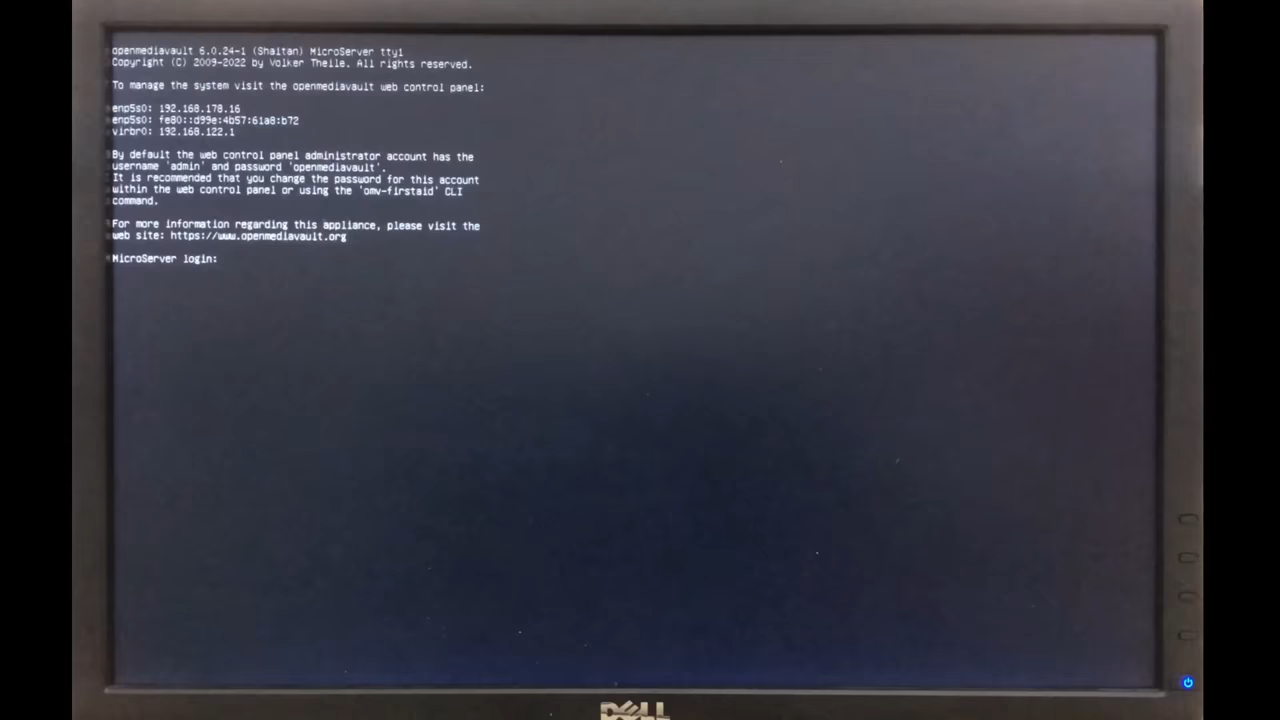 openmediavault 6.0.24-1 (Shaitan) MicroServer tty1
Copyright (C) 2009-2022 by Volker Theile. All rights reserved.
To manage the system visit the openmediavault web control panel:
enp5s0: 192.168.178.16
enp5s0: fe80::d99e:4b57:61a8:b72
virbr0: 192.168.122.1
By default the web control panel administrator account has the
username 'admin' and password 'openmediavault'.
It is recommended that you change the password for this account
within the web control panel or using the 'omv-firstaid' CLI
command.
For more information regarding this appliance, please visit the
web site: https://www.openmediavault.org
MicroServer login:
DELL